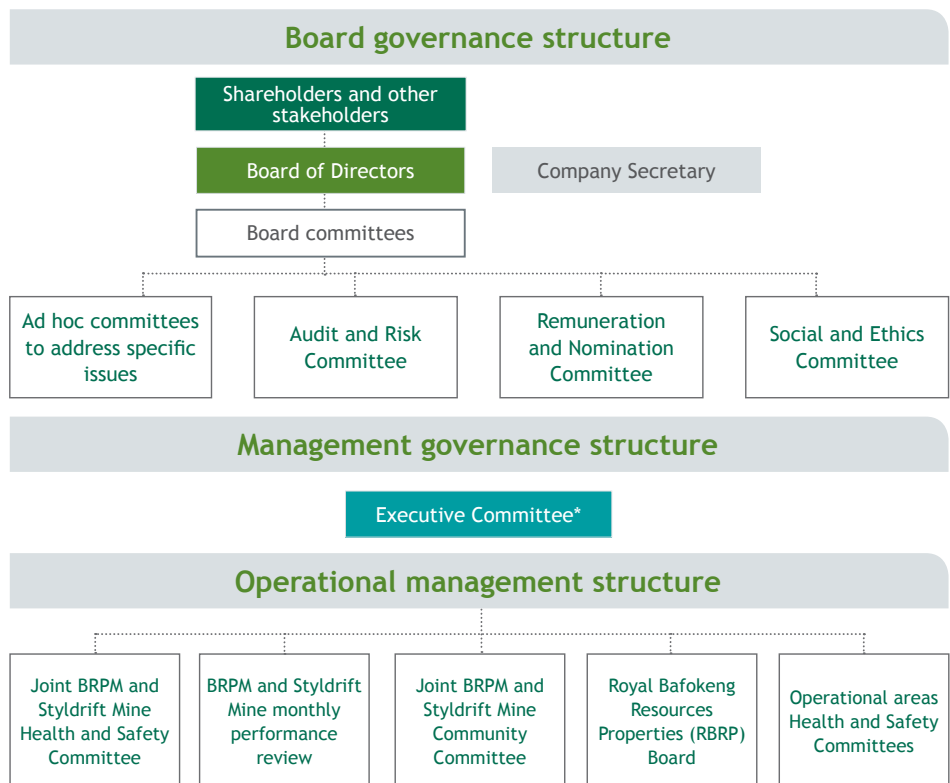 Board governance structure
Shareholders and other
stakeholders
Board of Directors
Company Secretary
Board committees
Ad hoc committees
to address specific
issues
Audit and Risk
Committee
Remuneration
and Nomination
Committee
Social and Ethics
Committee
Management governance structure
Executive Committee*
Operational management structure
Joint BRPM and
Styldrift Mine
Health and Safety
Committee
BRPM and Styldrift
Mine monthly
performance
review
Joint BRPM and
Styldrift Mine
Community
Committee
Royal Bafokeng
Resources
Properties (RBRP)
Board
Operational areas
Health and Safety
Committees